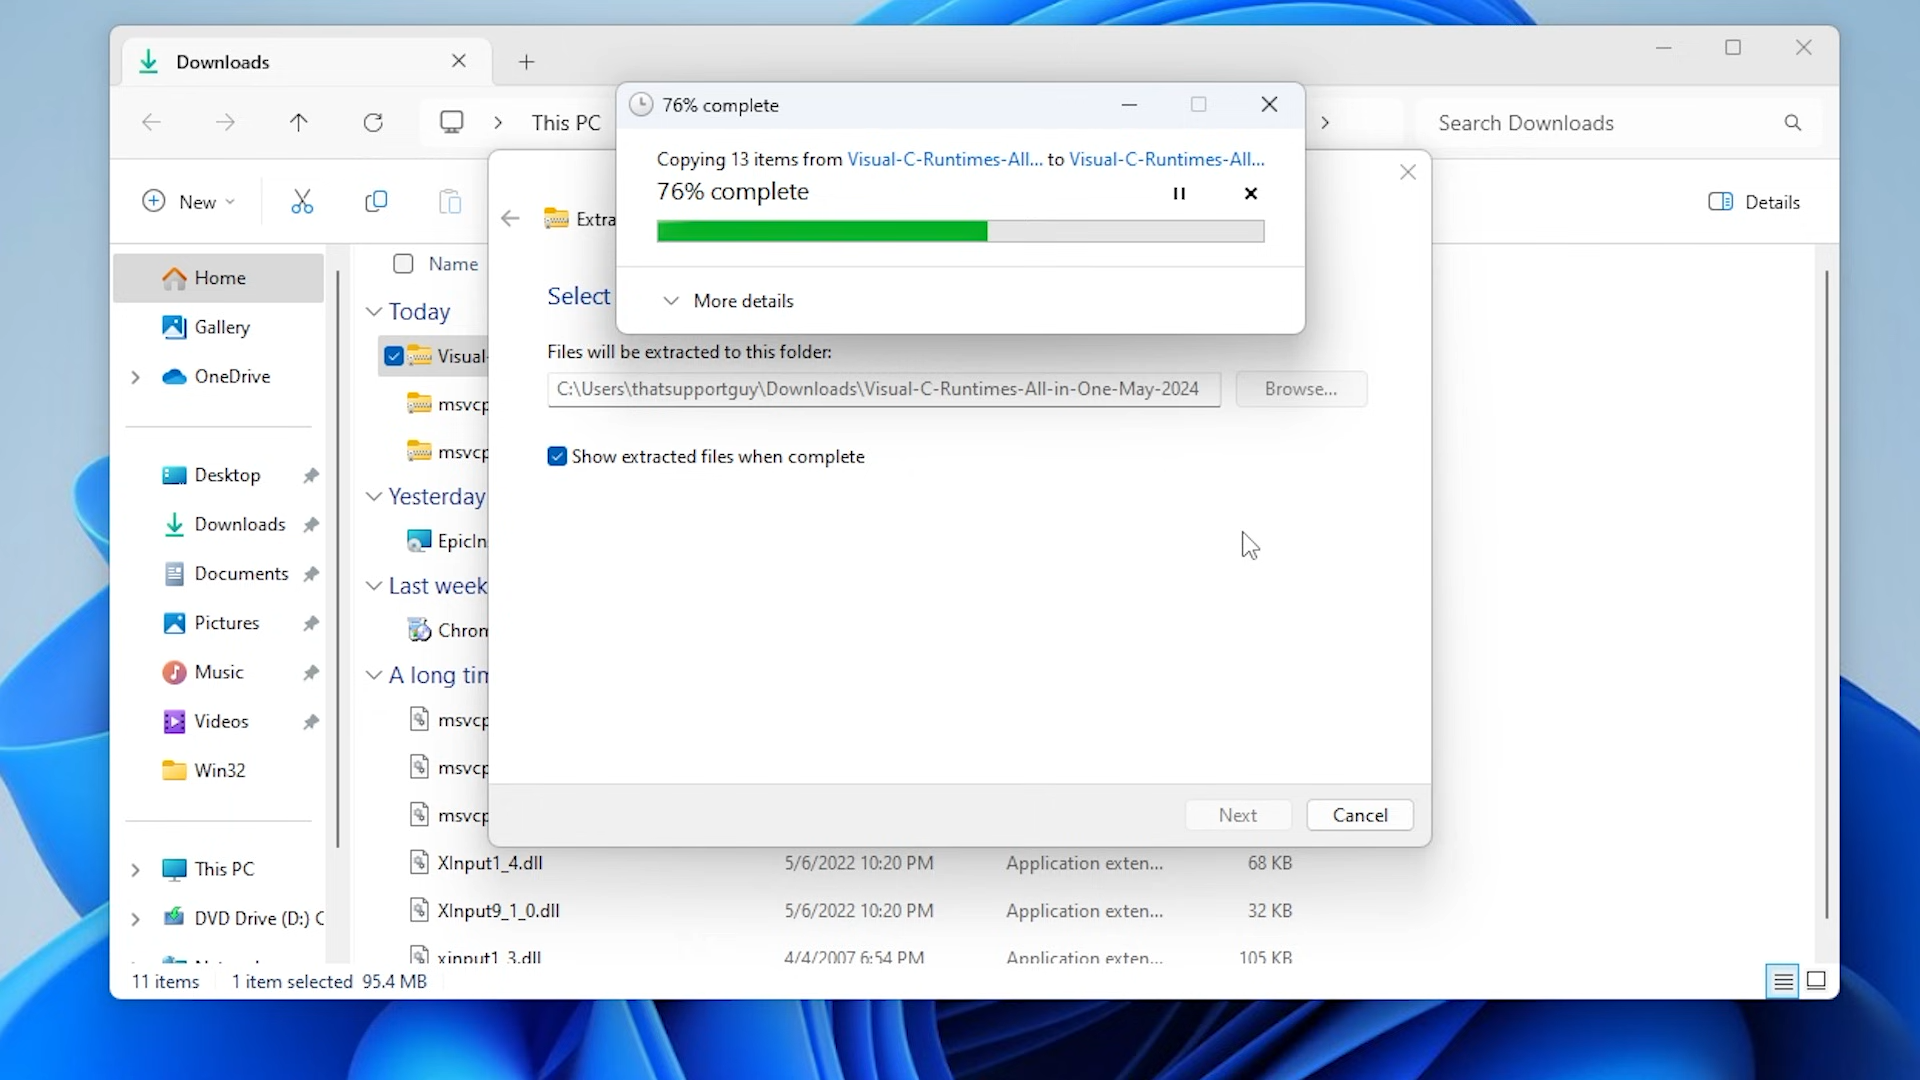 Downloads
76% complete
This PC
Search Downloads
Copying 13 items from Visual-C-Runtimes-All... to Visual-C-Runtimes-All...
76% complete
New
Details
Extra
Home
Name
Select
More details
Gallery
Today
Files will be extracted to this folder:
Visual-
OneDrive
C:\Users\thatsupportguy\Downloads\Visual-C-Runtimes-All-in-One-May-2024
Browse...
msvcp
msvcp
Show extracted files when complete
Desktop
Yesterday
Downloads
EpicIn
Documents
Last week
Pictures
Chrom
Music
A long tim
Videos
msvcp
Win32
msvcp
msvcp
Next
Cancel
This PC
XInput1_4.dll 5/6/2022 10:20 PM Application exten... 68 KB
DVD Drive (D:) C
XInput9_1_0.dll 5/6/2022 10:20 PM Application exten... 32 KB
xinput1_3.dll 4/4/2007 6:54 PM Application exten... 105 KB
11 items 1 item selected 95.4 MB